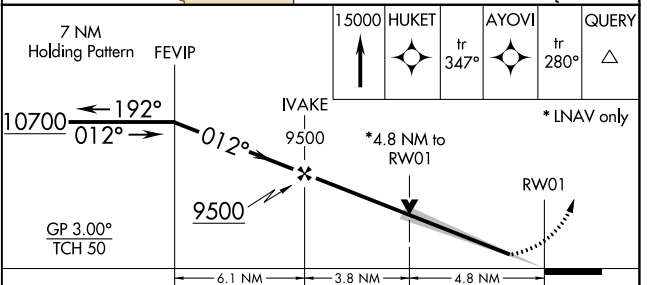 7 NM
Holding Pattern
FEVIP
15000
HUKET
tr
347°
AYOVI
tr
280°
QUERY
10700
192°
012°
012°
IVAKE
9500
* LNAV only
*4.8 NM to
RW01
RW01
9500
GP 3.00°
TCH 50
6.1 NM
3.8 NM
4.8 NM